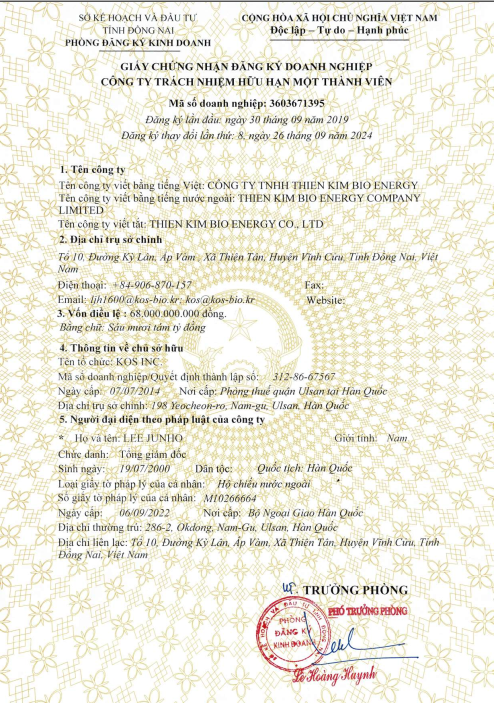 SỞ KẾ HOẠCH VÀ ĐẦU TƯ
TỈNH ĐỒNG NAI
PHÒNG ĐĂNG KÝ KINH DOANH
CỘNG HÒA XÃ HỘI CHỦ NGHĨA VIỆT NAM
Độc lập – Tự do – Hạnh phúc
GIẤY CHỨNG NHẬN ĐĂNG KÝ DOANH NGHIỆP
CÔNG TY TRÁCH NHIỆM HỮU HẠN MỘT THÀNH VIÊN
Mã số doanh nghiệp: 3603671395
Đăng ký lần đầu: ngày 30 tháng 09 năm 2019
Đăng ký thay đổi lần thứ: 8, ngày 26 tháng 09 năm 2024
1. Tên công ty
Tên công ty viết bằng tiếng Việt: CÔNG TY TNHH THIEN KIM BIO ENERGY
Tên công ty viết bằng tiếng nước ngoài: THIEN KIM BIO ENERGY COMPANY
LIMITED
Tên công ty viết tắt: THIEN KIM BIO ENERGY CO., LTD
2. Địa chỉ trụ sở chính
Tổ 10, Đường Kỳ Lân, Ấp Vàm , Xã Thiện Tân, Huyện Vĩnh Cửu, Tỉnh Đồng Nai, Việt
Nam
Điện thoại: +84-906-870-157 Fax:
Email: ljh1600@kos-bio.kr; kos@kos-bio.kr Website:
3. Vốn điều lệ : 68.000.000.000 đồng.
Bằng chữ: Sáu mươi tám tỷ đồng
4. Thông tin về chủ sở hữu
Tên tổ chức: KOS INC.
Mã số doanh nghiệp/Quyết định thành lập số: 312-86-67567
Ngày cấp: 07/07/2014 Nơi cấp: Phòng thuế quận Ulsan tại Hàn Quốc
Địa chỉ trụ sở chính: 198 Yeocheon-ro, Nam-gu, Ulsan, Hàn Quốc
5. Người đại diện theo pháp luật của công ty
* Họ và tên: LEE JUNHO Giới tính: Nam
Chức danh: Tổng giám đốc
Sinh ngày: 19/07/2000 Dân tộc: Quốc tịch: Hàn Quốc
Loại giấy tờ pháp lý của cá nhân: Hộ chiếu nước ngoài
Số giấy tờ pháp lý của cá nhân: M10266664
Ngày cấp: 06/09/2022 Nơi cấp: Bộ Ngoại Giao Hàn Quốc
Địa chỉ thường trú: 286-2, Okdong, Nam-Gu, Ulsan, Hàn Quốc
Địa chỉ liên lạc: Tổ 10, Đường Kỳ Lân, Ấp Vàm, Xã Thiện Tân, Huyện Vĩnh Cửu, Tỉnh
Đồng Nai, Việt Nam
TRƯỞNG PHÒNG
PHÓ TRƯỞNG PHÒNG
PHÒNG
ĐĂNG KÝ
KINH DOANH
Lê Hoàng Huynh